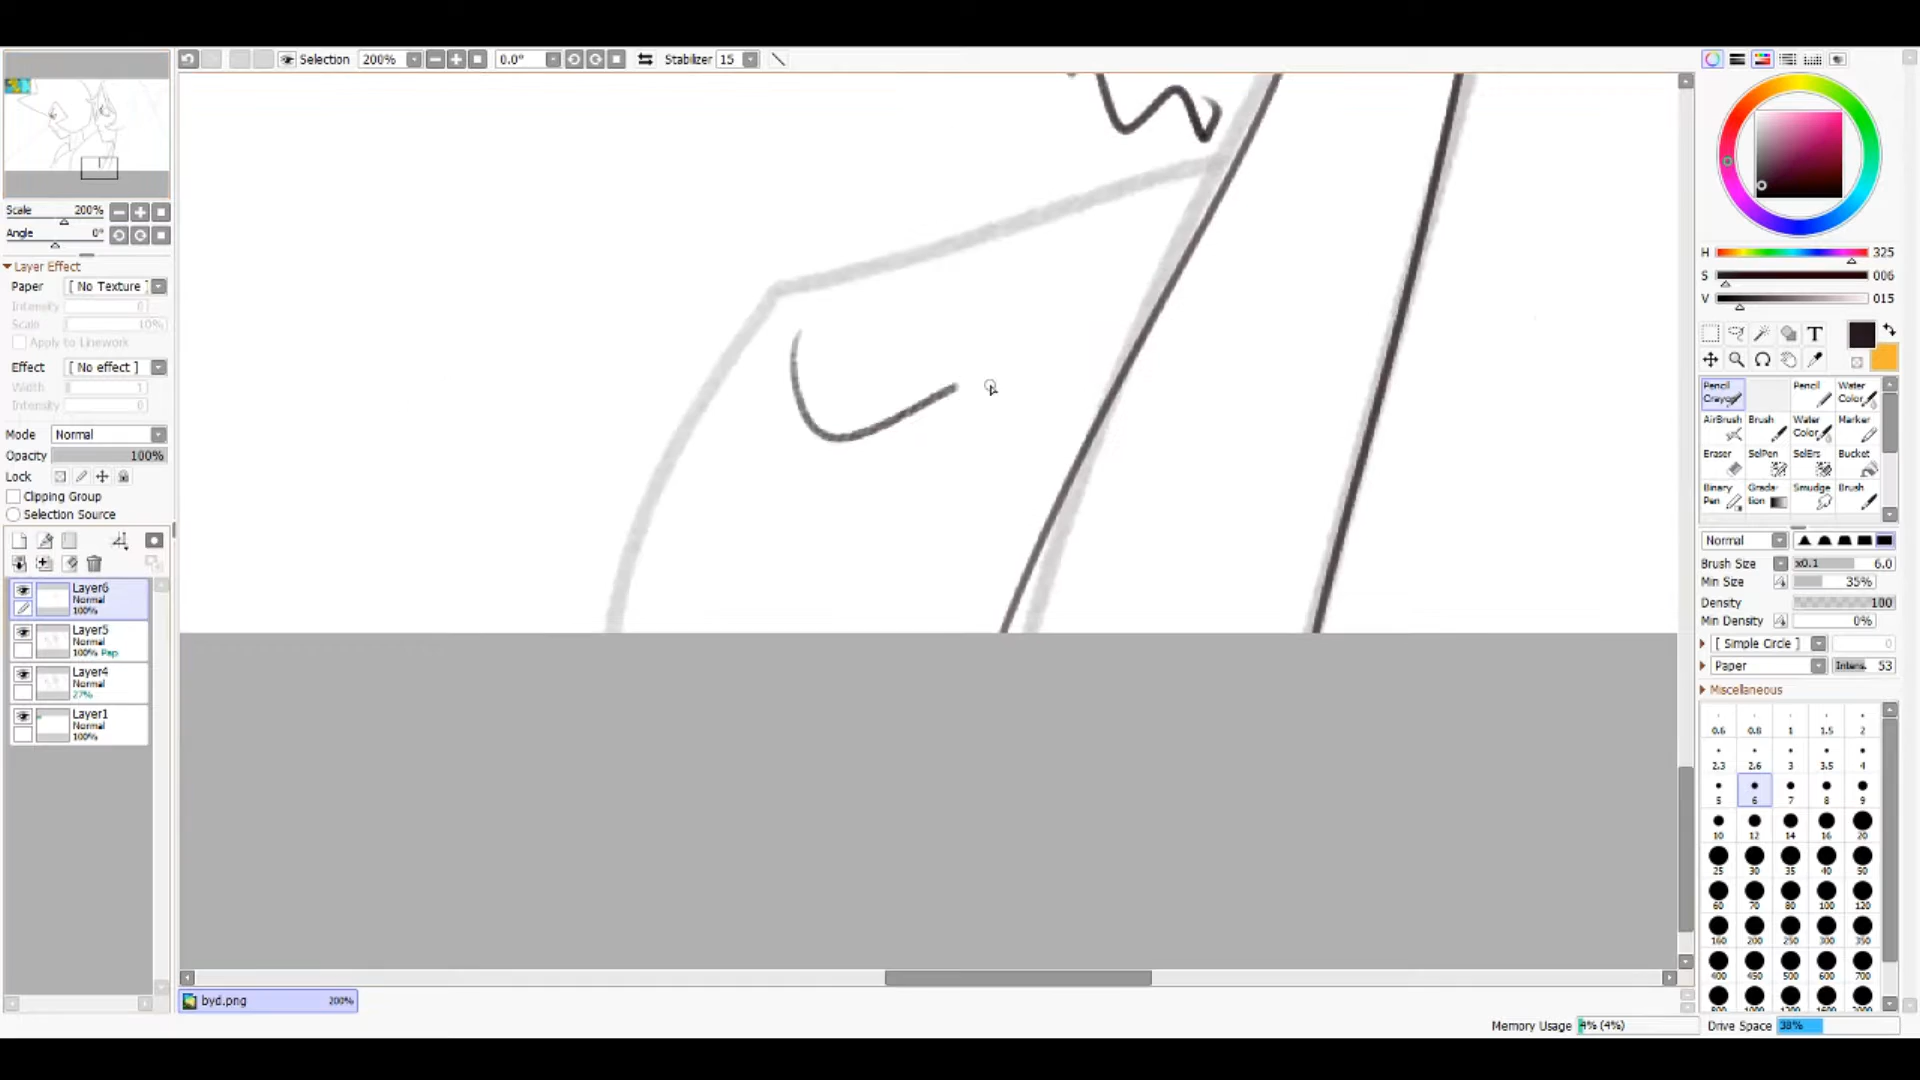 Selection 200% 0.0° Stabilizer 15
Scale 200%
Angle 0°
Layer Effect
Paper [ No Texture ]
Intensity 0
Scale 10%
Apply to Linework
Effect [ No effect ]
Width 1
Intensity 0
Mode Normal
Opacity 100%
Lock
Clipping Group
Selection Source
Layer6
Normal
100%
Layer5
Normal
100% Pap
Layer4
Normal
27%
Layer1
Normal
100%
byd.png 200%
H 325
S 006
V 015
T
Pencil Crayon Pencil Water Color
AirBrush Brush Water Color Marker
Eraser SelPen SelErs Bucket
Binary Pen Grada-tion Smudge Brush
Normal
Brush Size x0.1 6.0
Min Size 35%
Density 100
Min Density 0%
[ Simple Circle ] 0
Paper Intens. 53
Miscellaneous
0.6 0.8 1 1.5 2
2.3 2.6 3 3.5 4
5 6 7 8 9
10 12 14 16 20
25 30 35 40 50
60 70 80 100 120
160 200 250 300 350
400 450 500 600 700
800 1000 1200 1600 2000
Memory Usage 4% (4%) Drive Space 38%